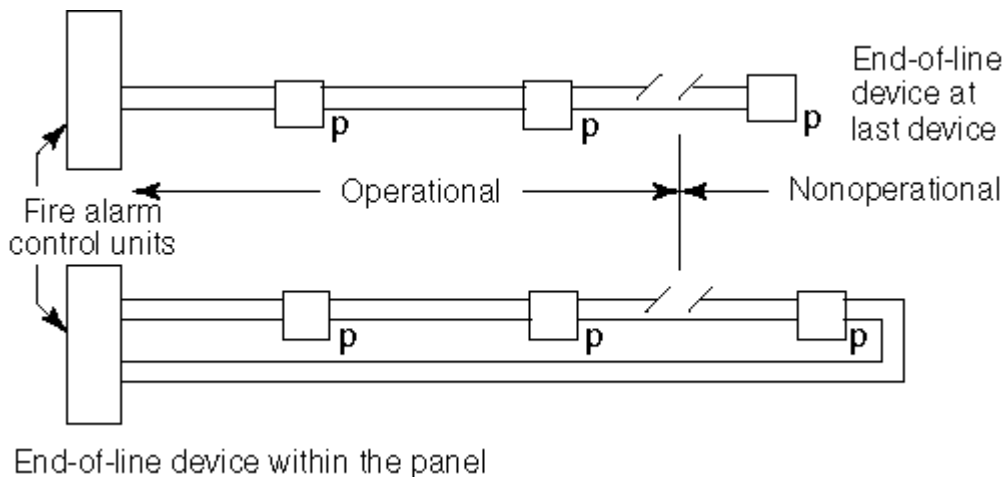 End-of-line
device at
last device
p
p
p
Operational
Nonoperational
Fire alarm
control units
p
p
p
End-of-line device within the panel